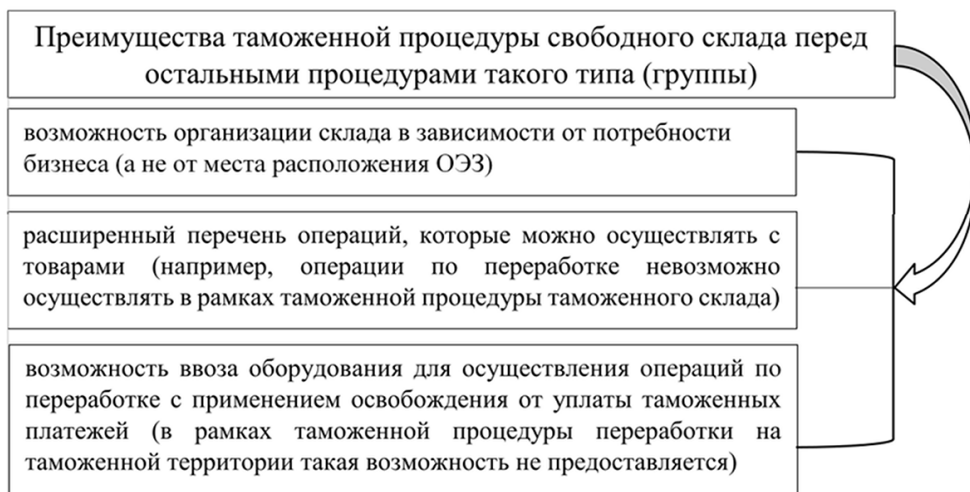 Преимущества таможенной процедуры свободного склада перед
остальными процедурами такого типа (группы)
возможность организации склада в зависимости от потребности
бизнеса (а не от места расположения ОЭЗ)
расширенный перечень операций, которые можно осуществлять с
товарами (например, операции по переработке невозможно
осуществлять в рамках таможенной процедуры таможенного склада)
возможность ввоза оборудования для осуществления операций по
переработке с применением освобождения от уплаты таможенных
платежей (в рамках таможенной процедуры переработки на
таможенной территории такая возможность не предоставляется)